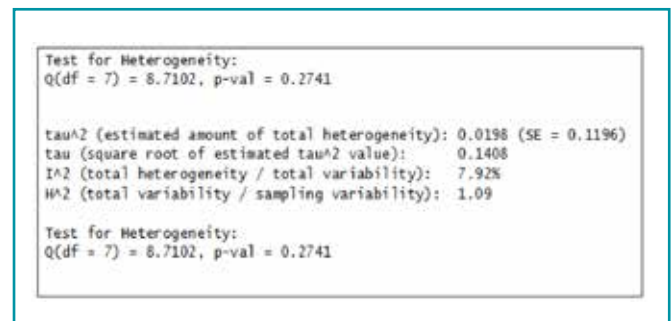 Test for Heterogeneity:
Q(df = 7) = 8.7102, p-val = 0.2741
tau^2 (estimated amount of total heterogeneity): 0.0198 (SE = 0.1196)
tau (square root of estimated tau^2 value): 0.1408
I^2 (total heterogeneity / total variability): 7.92%
H^2 (total variability / sampling variability): 1.09
Test for Heterogeneity:
Q(df = 7) = 8.7102, p-val = 0.2741